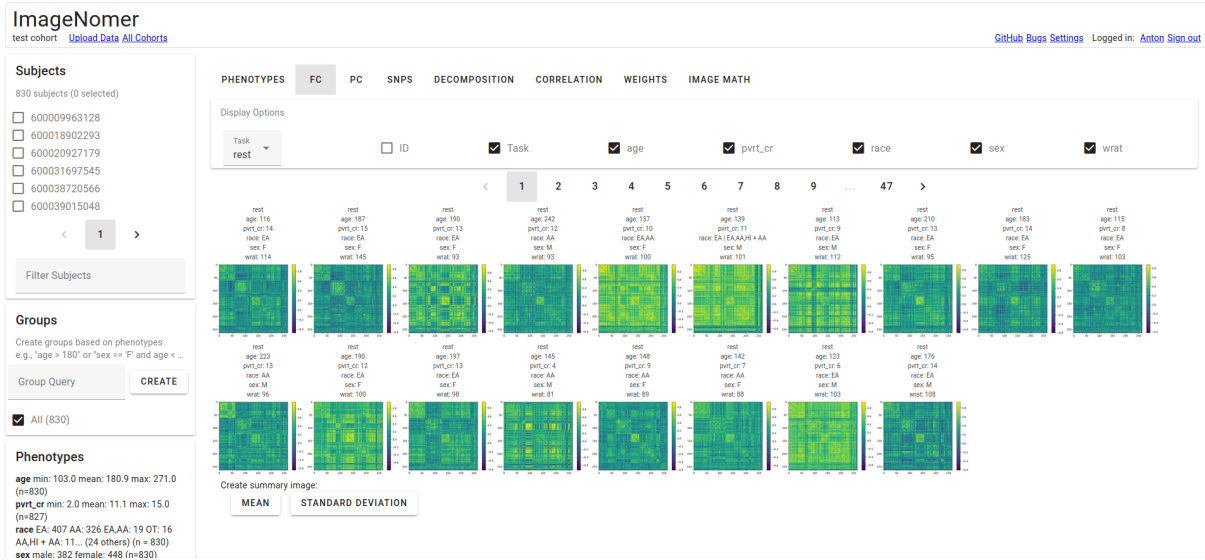 ImageNomer
test cohort Upload Data All Cohorts
GitHub Bugs Settings Logged in: Anton Sign out
Subjects
830 subjects (0 selected)
600009963128
600018902293
600020927179
600031697545
600038720566
600039015048
1
Filter Subjects
Groups
Create groups based on phenotypes
e.g., "age > 180" or "sex == 'F' and age < ...
Group Query CREATE
All (830)
Phenotypes
age min: 103.0 mean: 180.9 max: 271.0
(n=830)
pvrt_cr min: 2.0 mean: 11.1 max: 15.0
(n=827)
race EA: 407 AA: 326 EA,AA: 19 OT: 16
AA,HI + AA: 11... (24 others) (n = 830)
sex male: 382 female: 448 (n=830)
PHENOTYPES FC PC SNPS DECOMPOSITION CORRELATION WEIGHTS IMAGE MATH
Display Options
Task
rest
ID Task age pvrt_cr race sex wrat
1 2 3 4 5 6 7 8 9 ... 47
rest rest rest rest rest rest rest rest rest rest
age: 116 age: 187 age: 190 age: 242 age: 137 age: 139 age: 113 age: 210 age: 183 age: 115
pvrt_cr: 14 pvrt_cr: 15 pvrt_cr: 13 pvrt_cr: 12 pvrt_cr: 10 pvrt_cr: 11 pvrt_cr: 9 pvrt_cr: 13 pvrt_cr: 14 pvrt_cr: 8
race: EA race: EA race: EA race: AA race: EA,AA race: EA | EA,AA,HI + AA race: EA race: EA race: EA race: EA
sex: F sex: F sex: F sex: M sex: F sex: M sex: M sex: F sex: F sex: F
wrat: 114 wrat: 145 wrat: 93 wrat: 93 wrat: 100 wrat: 101 wrat: 112 wrat: 95 wrat: 125 wrat: 103
rest rest rest rest rest rest rest rest
age: 223 age: 190 age: 197 age: 145 age: 148 age: 142 age: 123 age: 176
pvrt_cr: 13 pvrt_cr: 12 pvrt_cr: 13 pvrt_cr: 4 pvrt_cr: 9 pvrt_cr: 7 pvrt_cr: 6 pvrt_cr: 14
race: AA race: EA race: EA race: AA race: AA race: AA race: EA race: EA
sex: M sex: F sex: F sex: M sex: F sex: F sex: M sex: M
wrat: 96 wrat: 100 wrat: 98 wrat: 81 wrat: 89 wrat: 88 wrat: 103 wrat: 108
Create summary image:
MEAN STANDARD DEVIATION